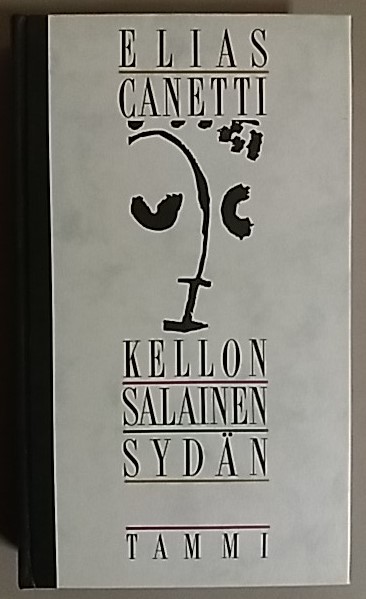 ELIAS
CANETTI
KELLON
SALAINEN
SYDÄN
TAMMI